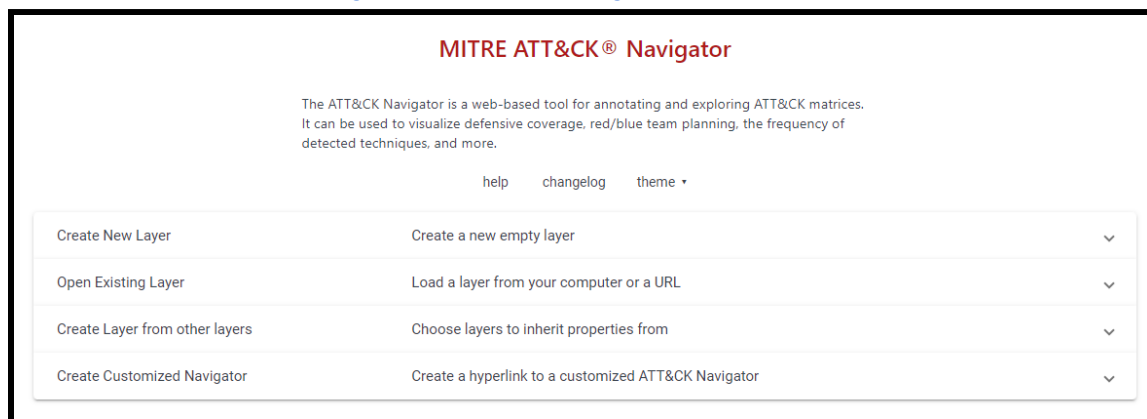 MITRE ATT&CK® Navigator
The ATT&CK Navigator is a web-based tool for annotating and exploring ATT&CK matrices.
It can be used to visualize defensive coverage, red/blue team planning, the frequency of
detected techniques, and more.
help changelog theme ▾
Create New Layer Create a new empty layer
Open Existing Layer Load a layer from your computer or a URL
Create Layer from other layers Choose layers to inherit properties from
Create Customized Navigator Create a hyperlink to a customized ATT&CK Navigator